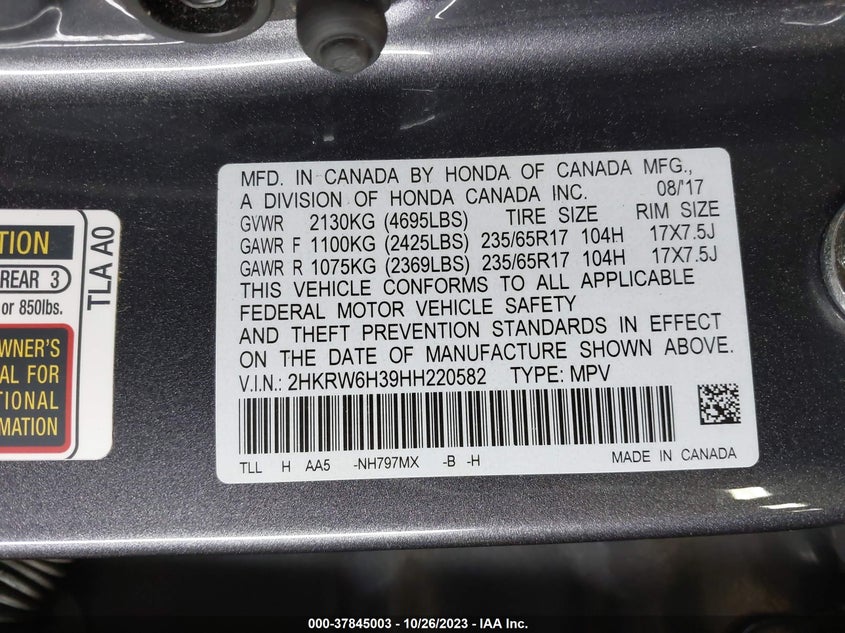 MFD. IN CANADA BY HONDA OF CANADA MFG.,
A DIVISION OF HONDA CANADA INC. 08/'17
GVWR 2130KG (4695LBS) TIRE SIZE RIM SIZE
GAWR F 1100KG (2425LBS) 235/65R17 104H 17X7.5J
GAWR R 1075KG (2369LBS) 235/65R17 104H 17X7.5J
THIS VEHICLE CONFORMS TO ALL APPLICABLE
FEDERAL MOTOR VEHICLE SAFETY
AND THEFT PREVENTION STANDARDS IN EFFECT
ON THE DATE OF MANUFACTURE SHOWN ABOVE.
V.I.N.: 2HKRW6H39HH220582 TYPE: MPV
TLL H AA5 -NH797MX -B -H MADE IN CANADA
TION
REAR 3
or 850lbs.
WNER'S
AL FOR
TIONAL
MATION
TLA A0
000-37845003 - 10/26/2023 - IAA Inc.